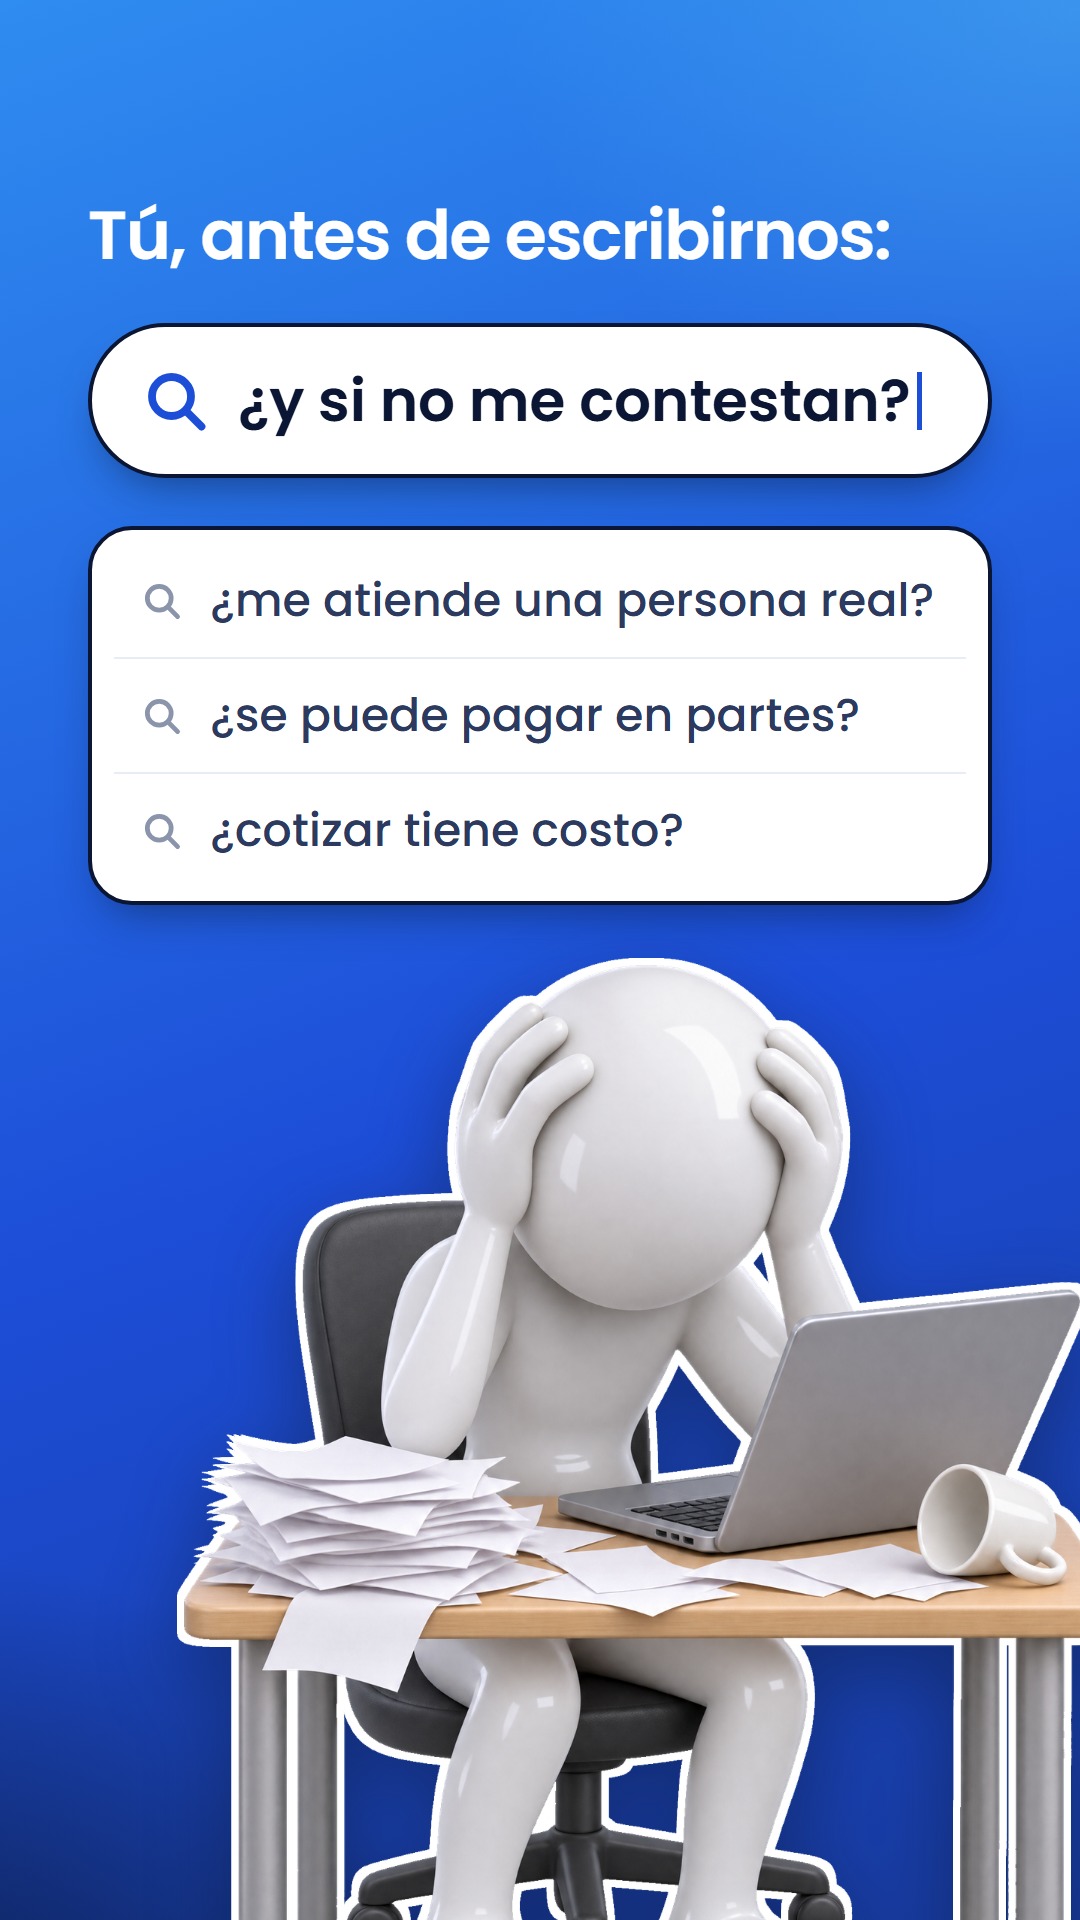 Tú, antes de escribirnos:
¿y si no me contestan?
¿me atiende una persona real?
¿se puede pagar en partes?
¿cotizar tiene costo?